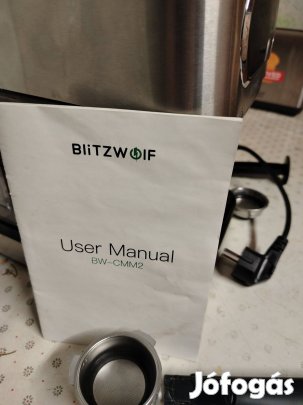 BLiTZWOLF
User Manual
BW-CMM2
Jófogás